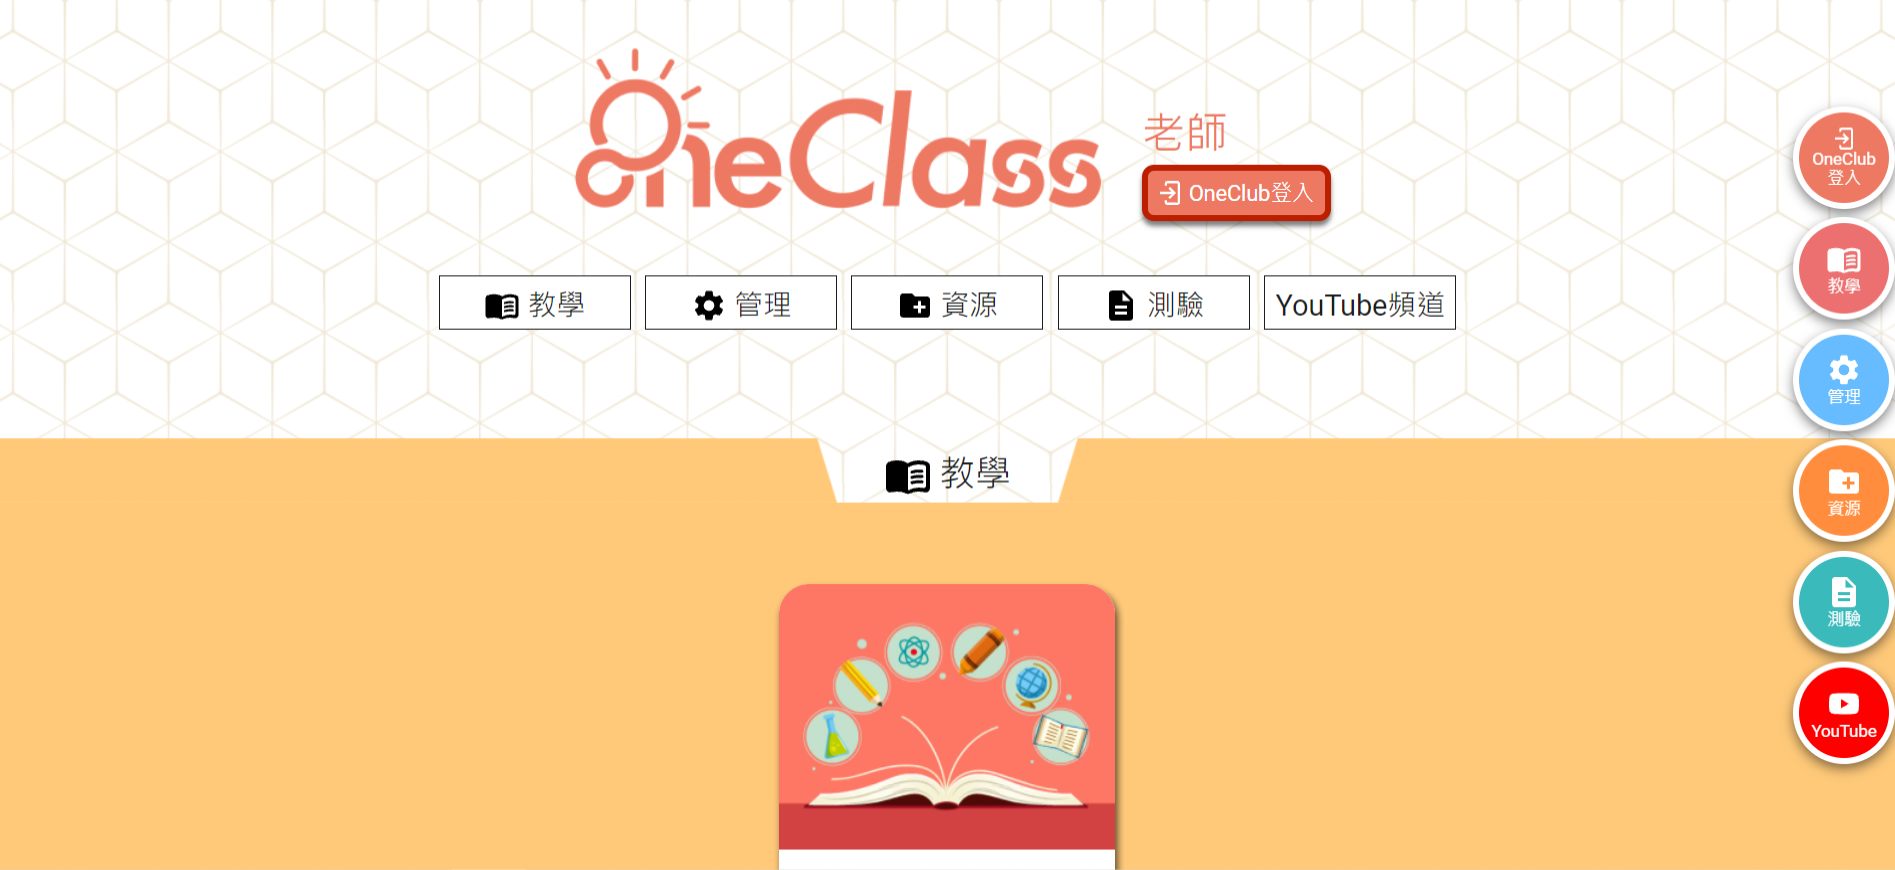 OneClass
老師
OneClub登入
教學
管理
資源
測驗
YouTube頻道
教學
OneClub
登入
教學
管理
資源
測驗
YouTube